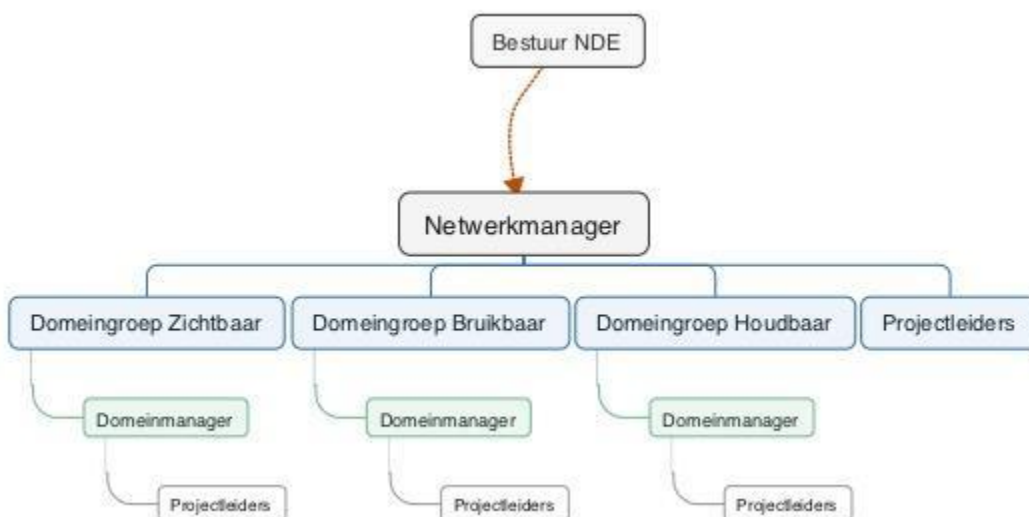 Bestuur NDE
Netwerkmanager
Domeingroep Zichtbaar
Domeingroep Bruikbaar
Domeingroep Houdbaar
Projectleiders
Domeinmanager
Domeinmanager
Domeinmanager
Projectleiders
Projectleiders
Projectleiders